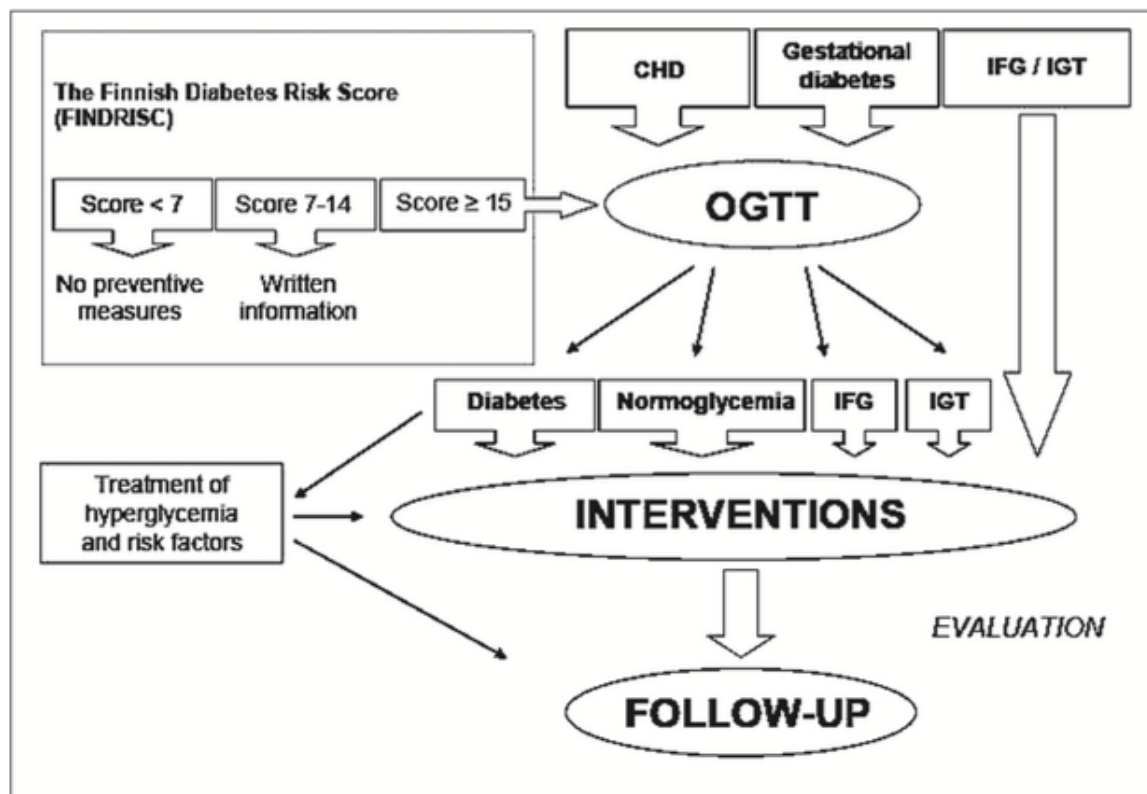 The Finnish Diabetes Risk Score
(FINDRISC)
Score < 7
Score 7-14
Score ≥ 15
No preventive
measures
Written
information
CHD
Gestational
diabetes
IFG / IGT
OGTT
Diabetes
Normoglycemia
IFG
IGT
Treatment of
hyperglycemia
and risk factors
INTERVENTIONS
EVALUATION
FOLLOW-UP